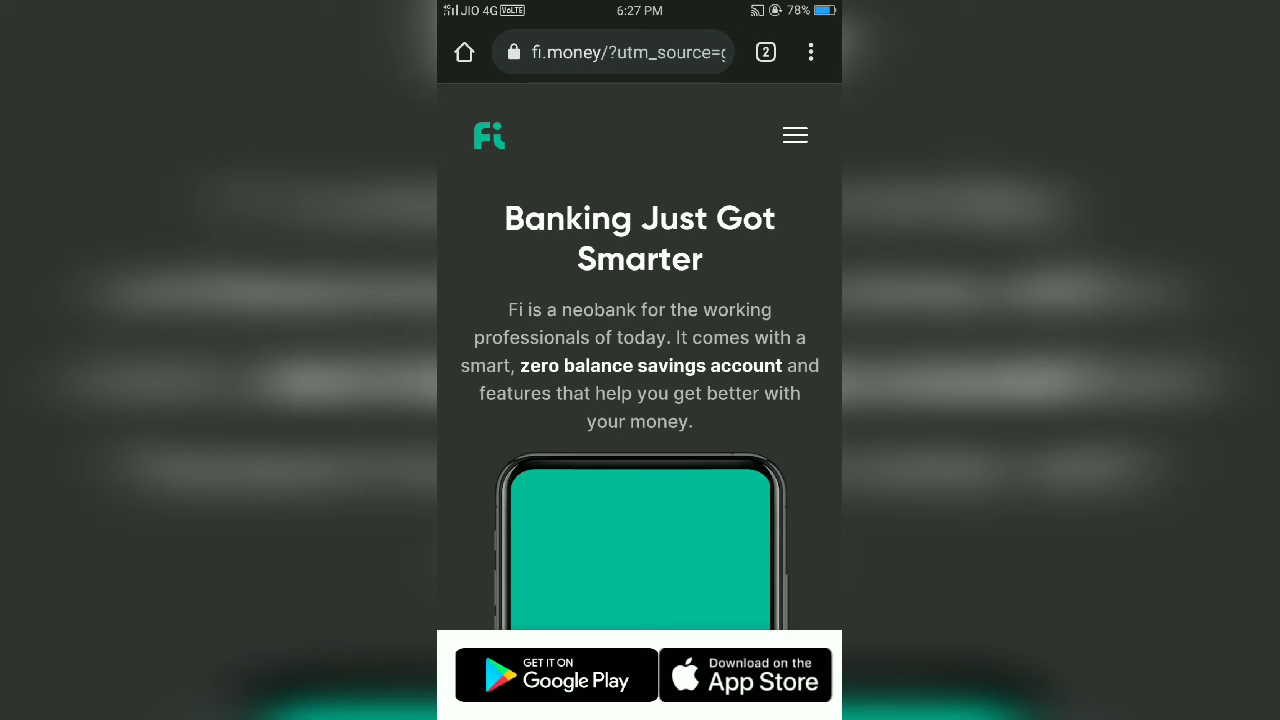 JIO 4G VoLTE 6:27 PM 78%
fi.money/?utm_source=g 2
Fi
Banking Just Got
Smarter
Fi is a neobank for the working
professionals of today. It comes with a
smart, zero balance savings account and
features that help you get better with
your money.
GET IT ON
Google Play
Download on the
App Store